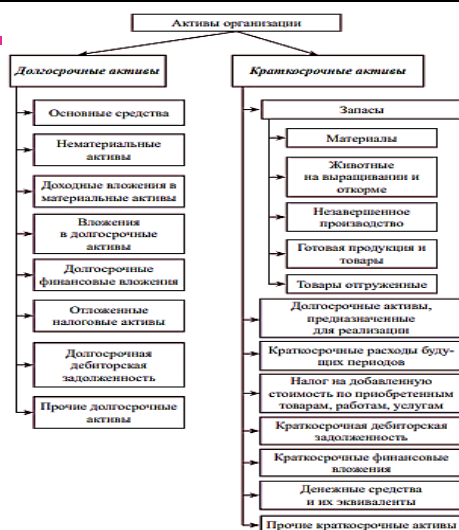 Активы организации
Долгосрочные активы
Основные средства
Нематериальные
активы
Доходные вложения в
материальные активы
Вложения
в долгосрочные
активы
Долгосрочные
финансовые вложения
Отложенные
налоговые активы
Долгосрочная
дебиторская
задолженность
Прочие долгосрочные
активы
Краткосрочные активы
Запасы
Материалы
Животные
на выращивании и
откорме
Незавершенное
производство
Готовая продукция и
товары
Товары отгруженные
Долгосрочные активы,
предназначенные
для реализации
Краткосрочные расходы буду-
щих периодов
Налог на добавленную
стоимость по приобретенным
товарам, работам, услугам
Краткосрочная дебиторская
задолженность
Краткосрочные финансовые
вложения
Денежные средства
и их эквиваленты
Прочие краткосрочные активы